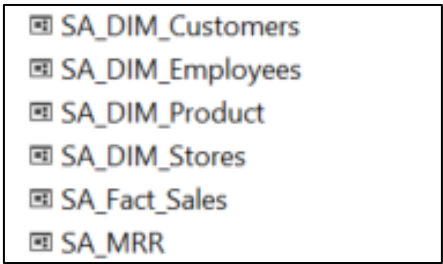 SA_DIM_Customers
SA_DIM_Employees
SA_DIM_Product
SA_DIM_Stores
SA_Fact_Sales
SA_MRR